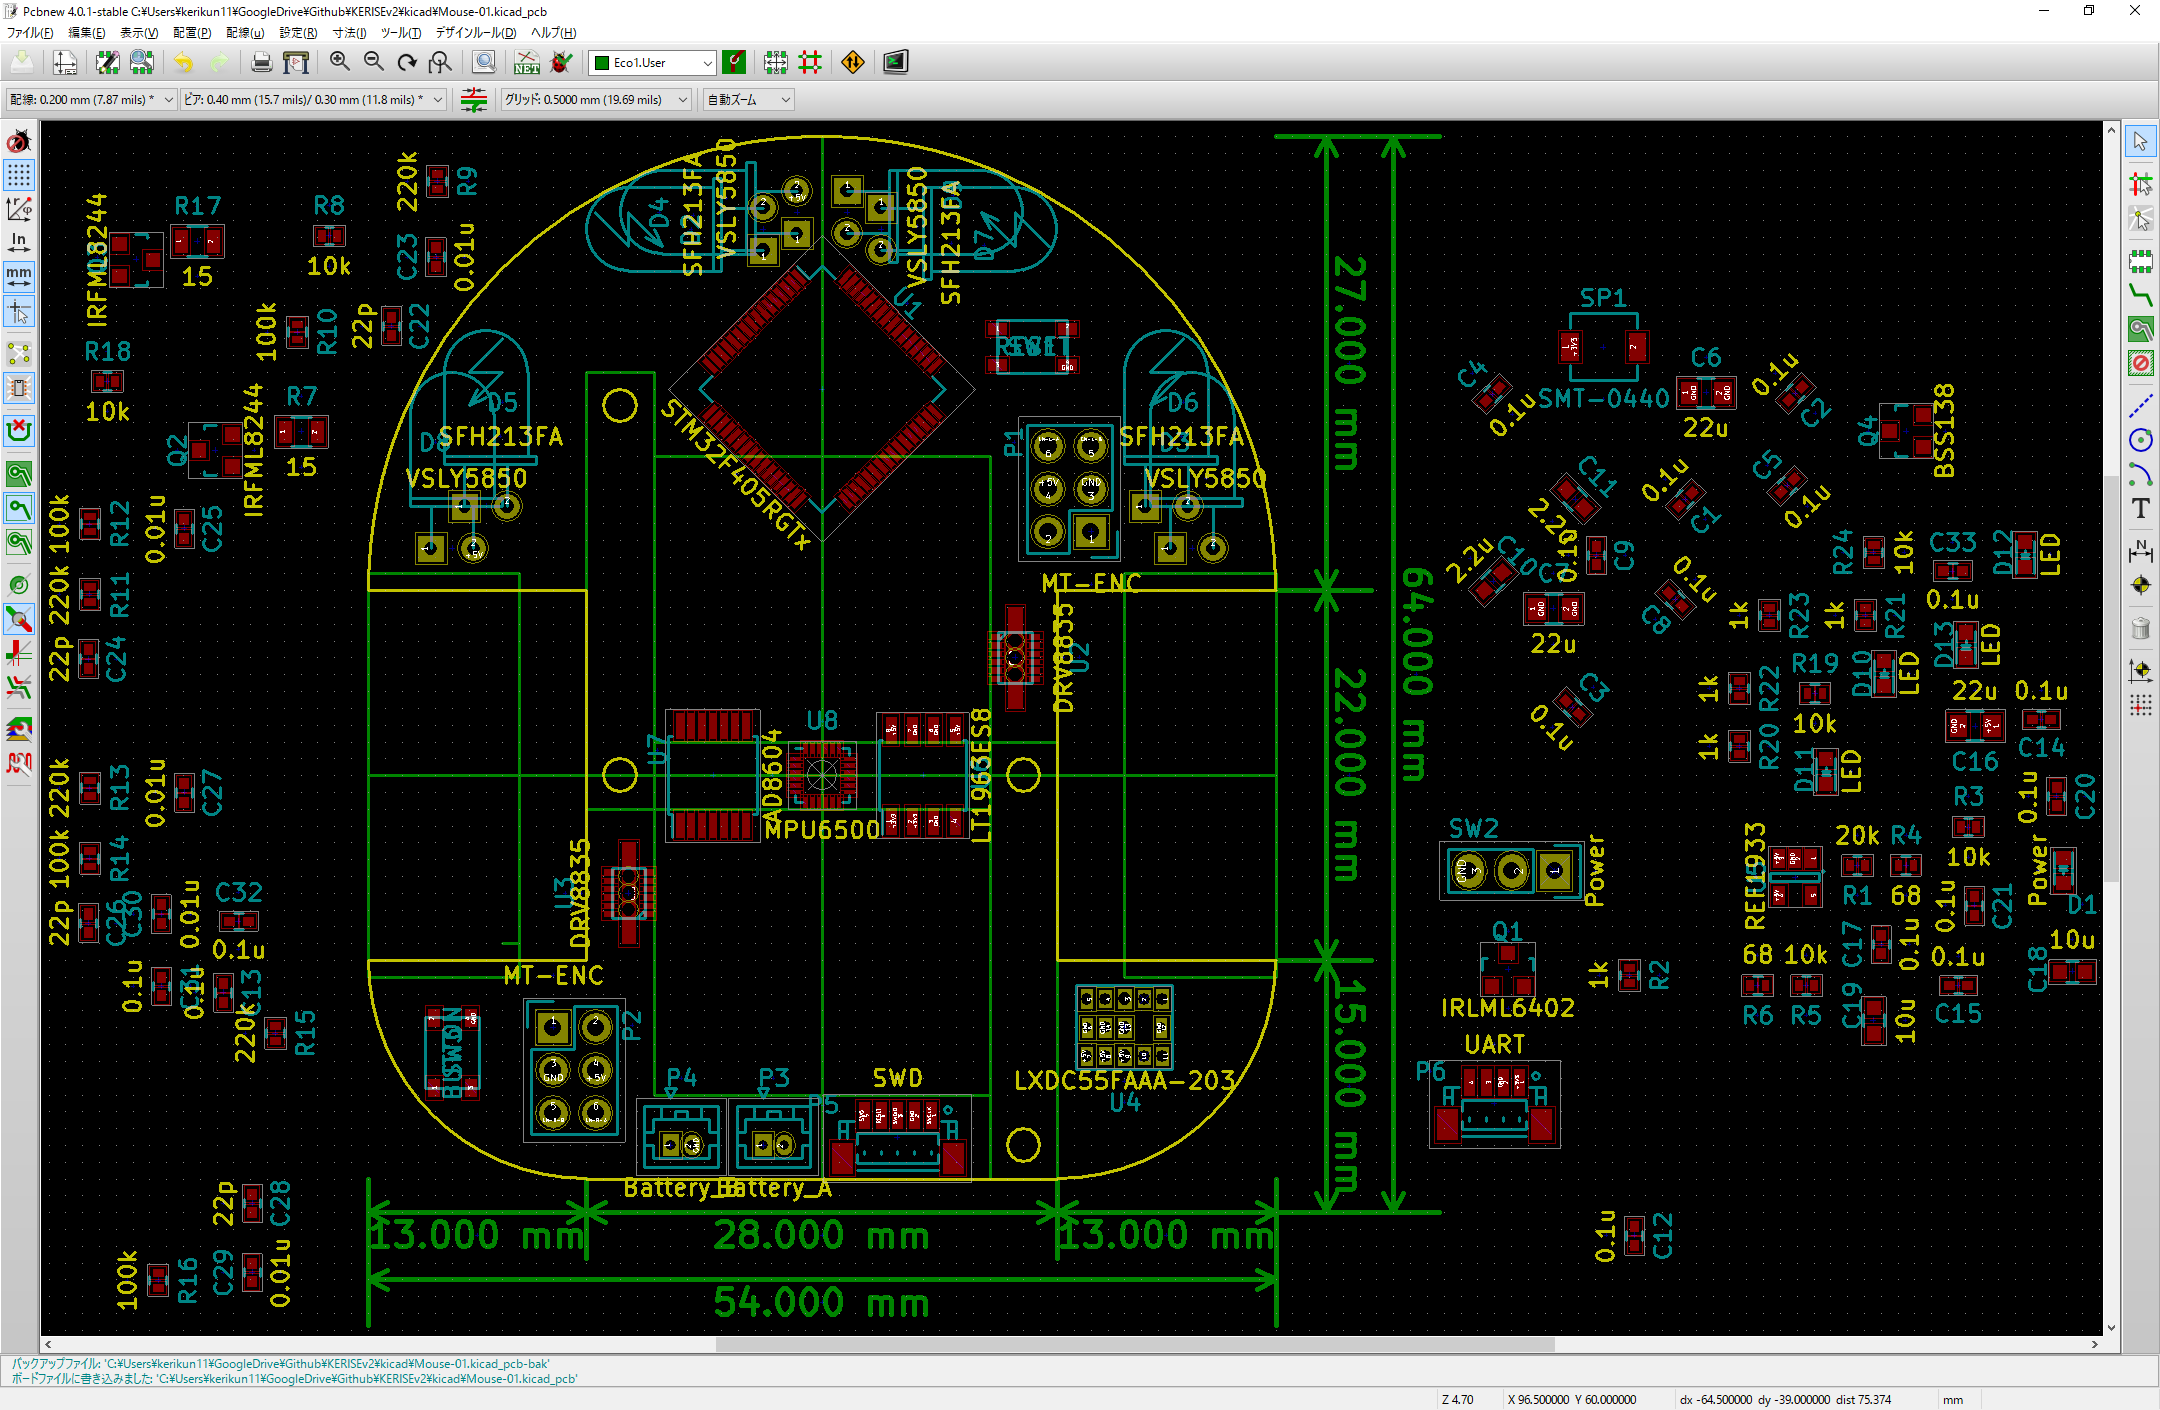 Pcbnew 4.0.1-stable C:¥Users¥kerikun11¥GoogleDrive¥Github¥KERISEv2¥kicad¥Mouse-01.kicad_pcb
ファイル(F) 編集(E) 表示(V) 配置(P) 配線(u) 設定(R) 寸法(I) ツール(T) デザインルール(D) ヘルプ(H)
NET
Eco1.User
配線: 0.200 mm (7.87 mils) *
ビア: 0.40 mm (15.7 mils)/ 0.30 mm (11.8 mils) *
グリッド: 0.5000 mm (19.69 mils)
自動ズーム
In
mm
IRFML8244
R17
15
R8
10k
220k
R9
C23
0.01u
100k
R10
22p
C22
R18
10k
Q2
IRFML8244
R7
15
100k
R12
0.01u
C25
220k
R11
22p
C24
220k
R13
0.01u
C27
100k
R14
22p
C26
C30
0.01u
C32
0.1u
0.1u
0.1u
C13
220k
R15
22p
C28
100k
R16
C29
0.01u
D4
SFH213FA
VSLY5850
VSLY5850
SFH213FA
D7
U1
STM32F405RGTx
D5
SFH213FA
VSLY5850
D6
SFH213FA
VSLY5850
P1
GND
+5V
MT-ENC
DRV8835
U2
U7
AD8604
U8
MPU6500
LT1963ES8
U3
DRV8835
MT-ENC
P2
GND
+5V
P4
P3
P5
SWD
Battery_A
LXDC55FAAA-203
U4
27.000 mm
22.000 mm
15.000 mm
64.000 mm
13.000 mm
28.000 mm
13.000 mm
54.000 mm
SP1
SMT-0440
C4
0.1u
C6
22u
0.1u
C2
Q4
BSS138
C11
2.2u
0.1u
C1
C5
0.1u
2.2u
C10
C7
22u
0.1u
C9
0.1u
C8
C3
0.1u
R24
10k
C33
0.1u
D12
LED
1k
R23
1k
R21
D13
LED
1k
R22
R19
10k
D10
LED
1k
R20
D11
LED
22u
C16
0.1u
C14
R3
10k
0.1u
C20
SW2
Power
GND
REF1933
20k
R1
R4
68
0.1u
C21
Power
D1
Q1
IRLML6402
1k
R2
68
R6
10k
R5
C17
0.1u
0.1u
C15
10u
C18
C19
10u
UART
P6
0.1u
C12
バックアップファイル: 'C:¥Users¥kerikun11¥GoogleDrive¥Github¥KERISEv2¥kicad¥Mouse-01.kicad_pcb-bak'
ボードファイルに書き込みました: 'C:¥Users¥kerikun11¥GoogleDrive¥Github¥KERISEv2¥kicad¥Mouse-01.kicad_pcb'
Z 4.70
X 96.500000 Y 60.000000
dx -64.500000 dy -39.000000 dist 75.374
mm